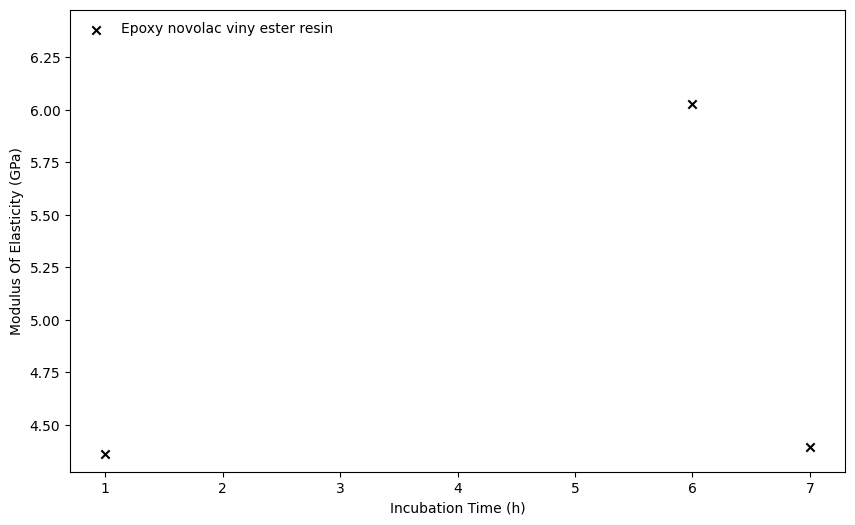 Epoxy novolac viny ester resin
6.25
6.00
5.75
5.50
5.25
5.00
4.75
4.50
Modulus Of Elasticity (GPa)
1 2 3 4 5 6 7
Incubation Time (h)